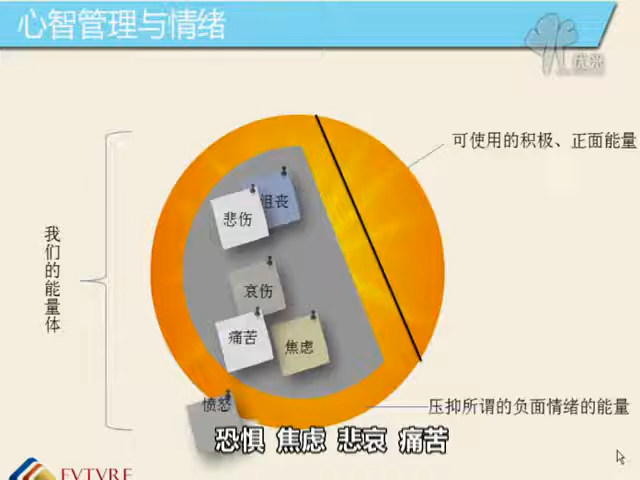 心智管理与情绪
可使用的积极、正面能量
我们的能量体
沮丧
悲伤
哀伤
痛苦
焦虑
愤怒
压抑所谓的负面情绪的能量
恐惧 焦虑 悲哀 痛苦
FVTVRE